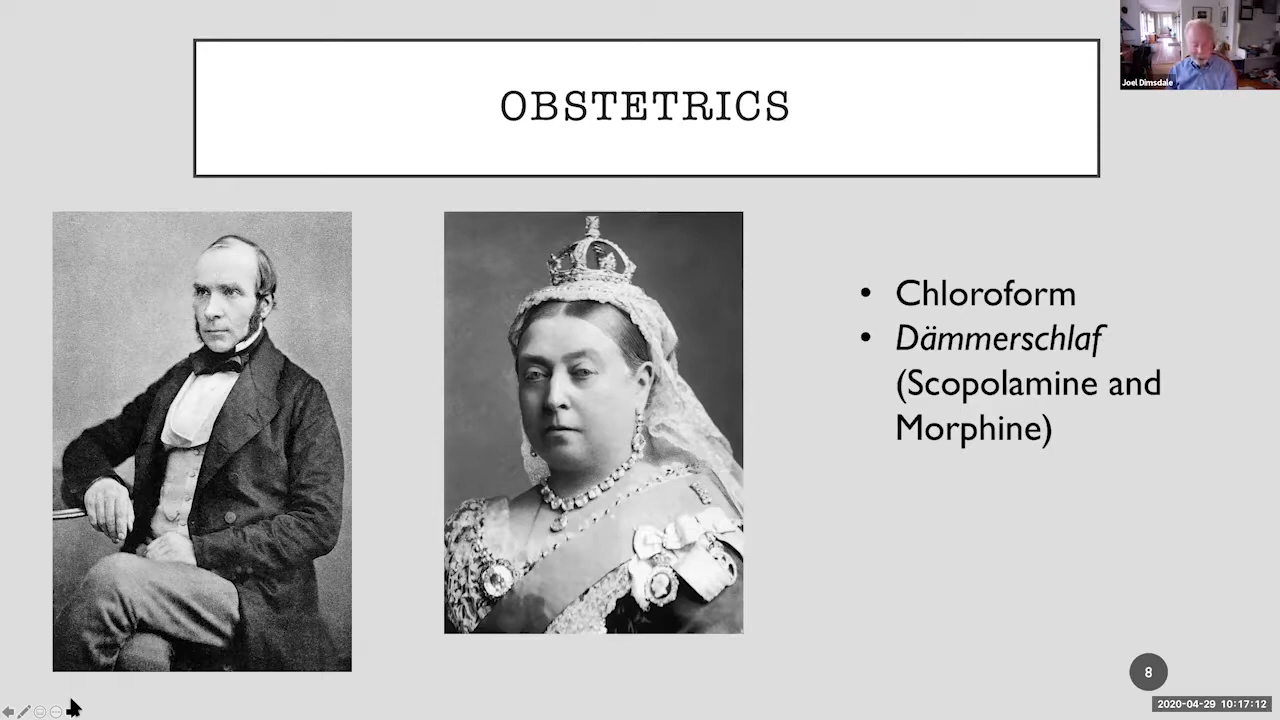 OBSTETRICS
Joel Dimsdale
• Chloroform
• Dämmerschlaf
(Scopolamine and
Morphine)
8
2020-04-29 10:17:12